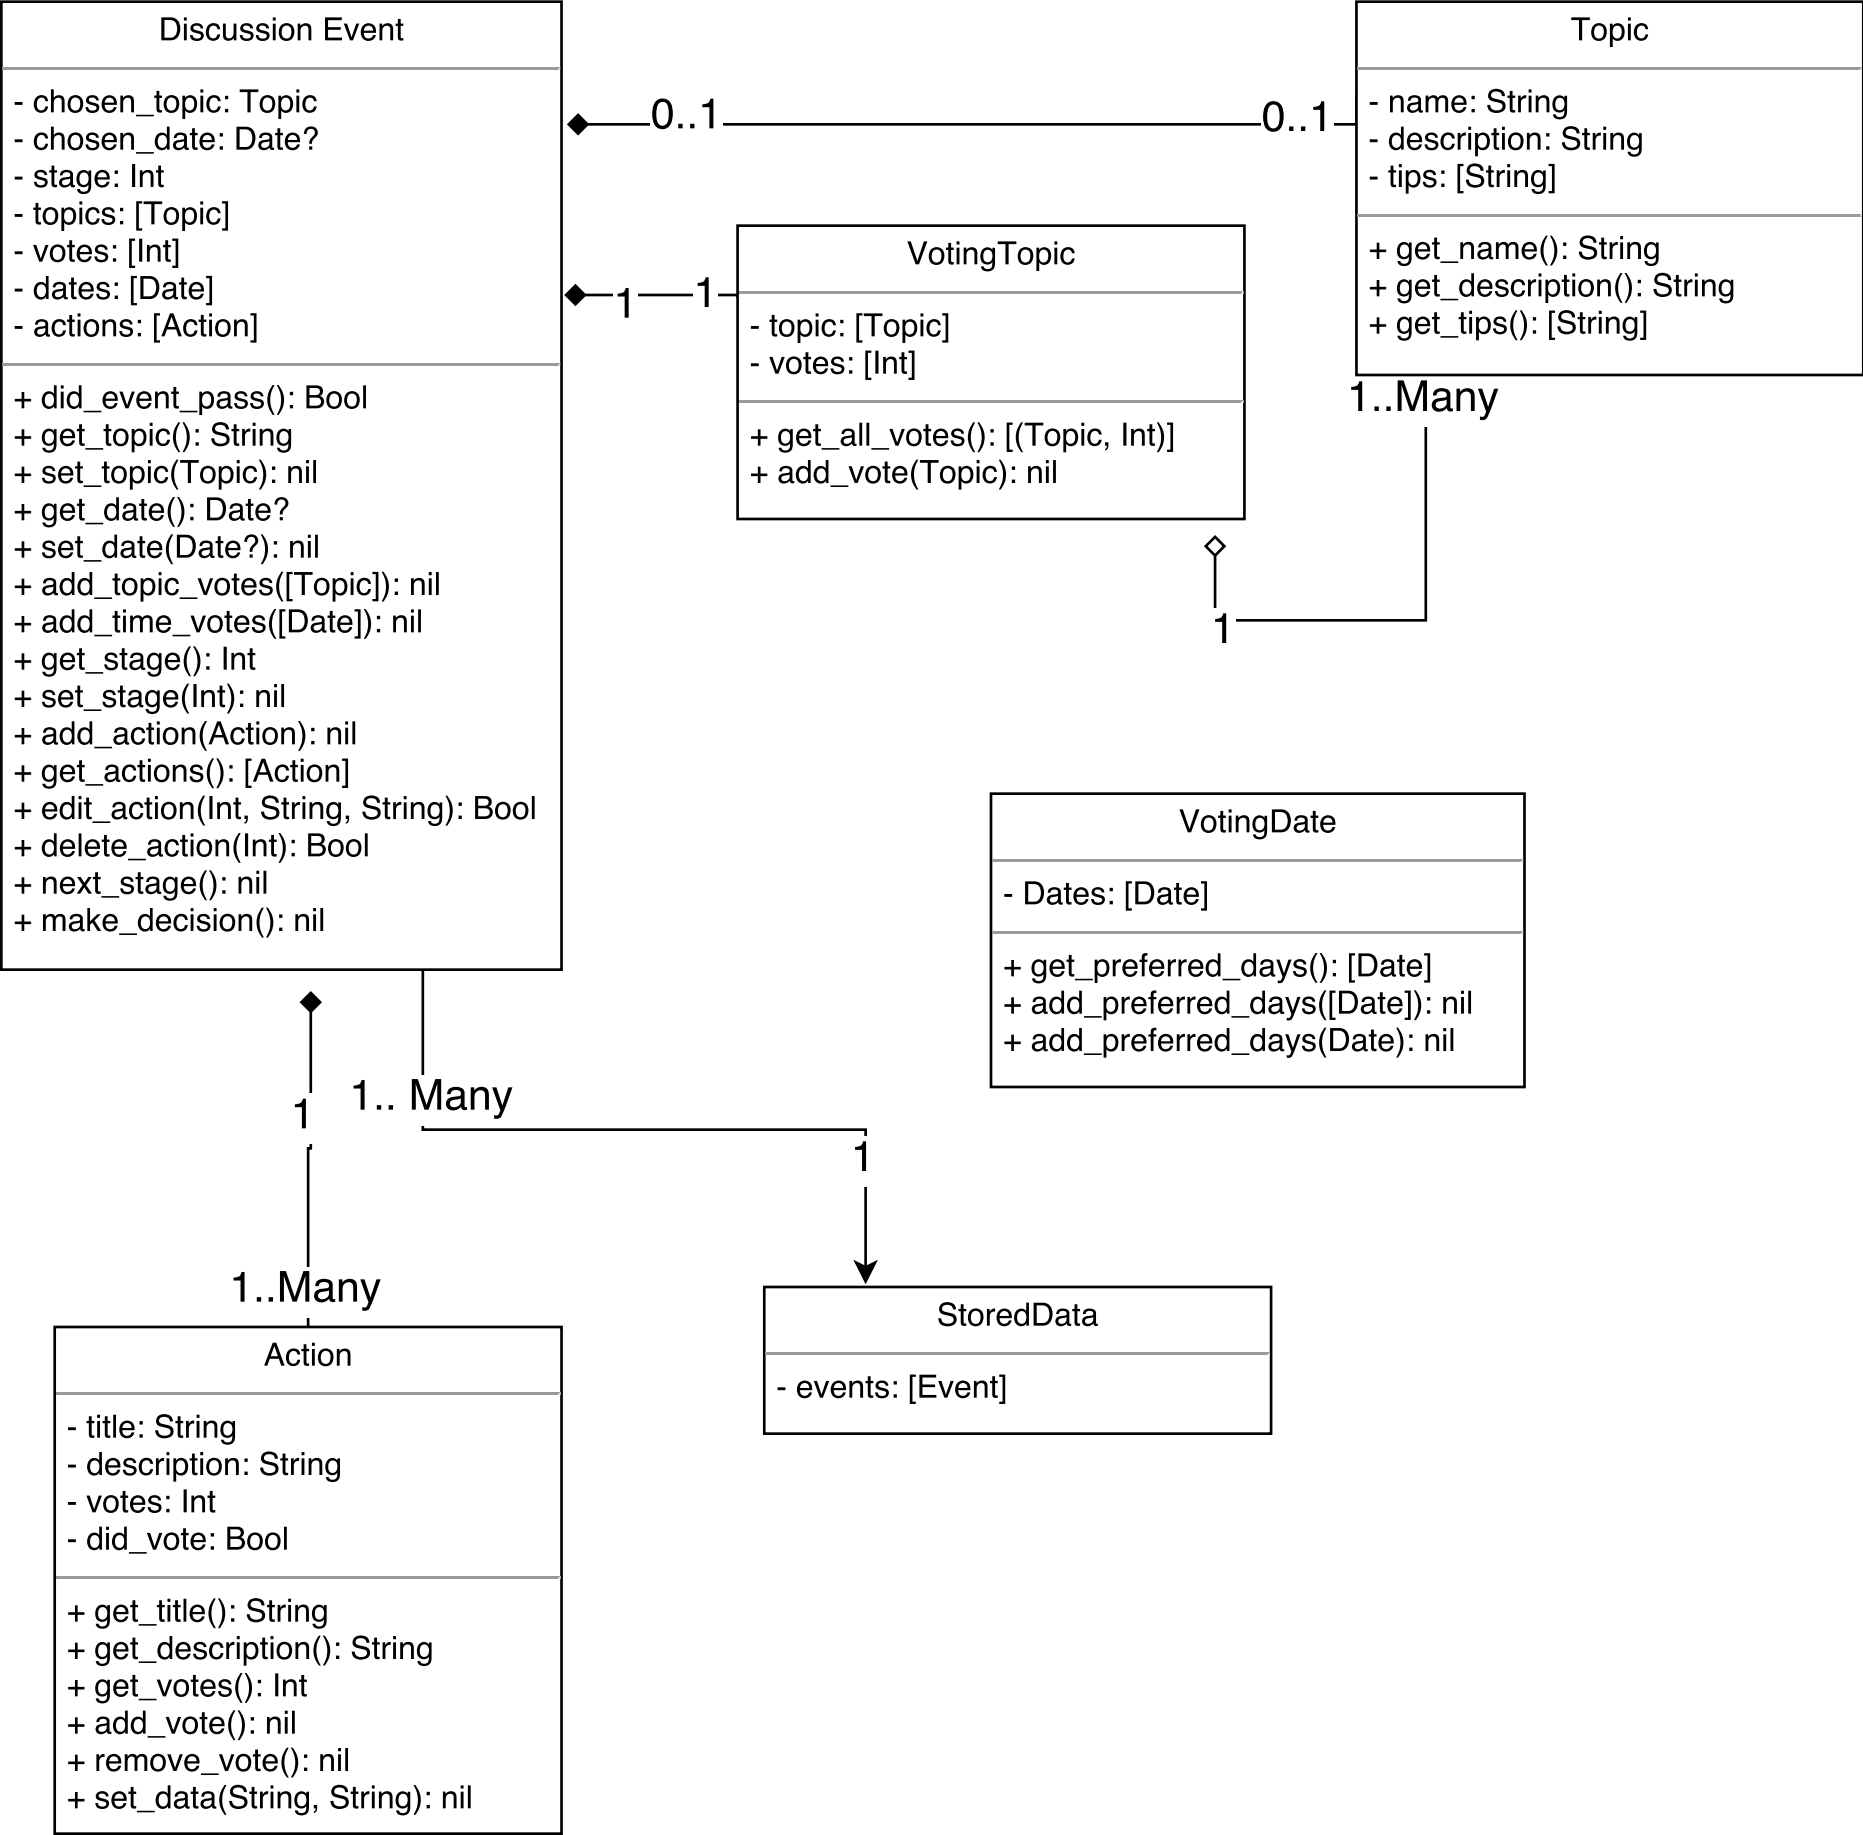 Discussion Event
- chosen_topic: Topic
- chosen_date: Date?
- stage: Int
- topics: [Topic]
- votes: [Int]
- dates: [Date]
- actions: [Action]
+ did_event_pass(): Bool
+ get_topic(): String
+ set_topic(Topic): nil
+ get_date(): Date?
+ set_date(Date?): nil
+ add_topic_votes([Topic]): nil
+ add_time_votes([Date]): nil
+ get_stage(): Int
+ set_stage(Int): nil
+ add_action(Action): nil
+ get_actions(): [Action]
+ edit_action(Int, String, String): Bool
+ delete_action(Int): Bool
+ next_stage(): nil
+ make_decision(): nil
0..1
0..1
Topic
- name: String
- description: String
- tips: [String]
+ get_name(): String
+ get_description(): String
+ get_tips(): [String]
1..Many
1
1
VotingTopic
- topic: [Topic]
- votes: [Int]
+ get_all_votes(): [(Topic, Int)]
+ add_vote(Topic): nil
1
VotingDate
- Dates: [Date]
+ get_preferred_days(): [Date]
+ add_preferred_days([Date]): nil
+ add_preferred_days(Date): nil
1
1.. Many
1
1..Many
StoredData
- events: [Event]
Action
- title: String
- description: String
- votes: Int
- did_vote: Bool
+ get_title(): String
+ get_description(): String
+ get_votes(): Int
+ add_vote(): nil
+ remove_vote(): nil
+ set_data(String, String): nil